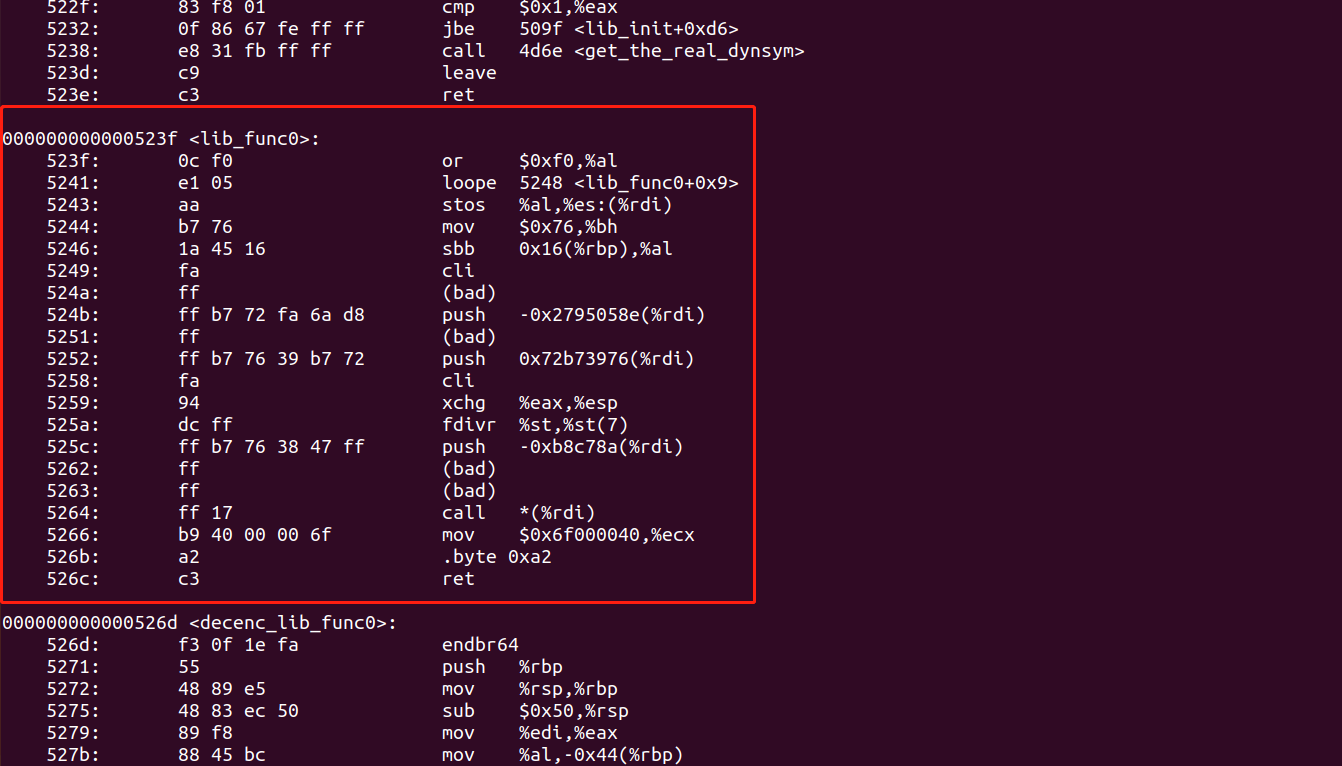 522f: 83 f8 01 cmp $0x1,%eax
5232: 0f 86 67 fe ff ff jbe 509f <lib_init+0xd6>
5238: e8 31 fb ff ff call 4d6e <get_the_real_dynsym>
523d: c9 leave
523e: c3 ret
000000000000523f <lib_func0>:
523f: 0c f0 or $0xf0,%al
5241: e1 05 loope 5248 <lib_func0+0x9>
5243: aa stos %al,%es:(%rdi)
5244: b7 76 mov $0x76,%bh
5246: 1a 45 16 sbb 0x16(%rbp),%al
5249: fa cli
524a: ff (bad)
524b: ff b7 72 fa 6a d8 push -0x2795058e(%rdi)
5251: ff (bad)
5252: ff b7 76 39 b7 72 push 0x72b73976(%rdi)
5258: fa cli
5259: 94 xchg %eax,%esp
525a: dc ff fdivr %st,%st(7)
525c: ff b7 76 38 47 ff push -0xb8c78a(%rdi)
5262: ff (bad)
5263: ff (bad)
5264: ff 17 call *(%rdi)
5266: b9 40 00 00 6f mov $0x6f000040,%ecx
526b: a2 .byte 0xa2
526c: c3 ret
000000000000526d <decenc_lib_func0>:
526d: f3 0f 1e fa endbr64
5271: 55 push %rbp
5272: 48 89 e5 mov %rsp,%rbp
5275: 48 83 ec 50 sub $0x50,%rsp
5279: 89 f8 mov %edi,%eax
527b: 88 45 bc mov %al,-0x44(%rbp)